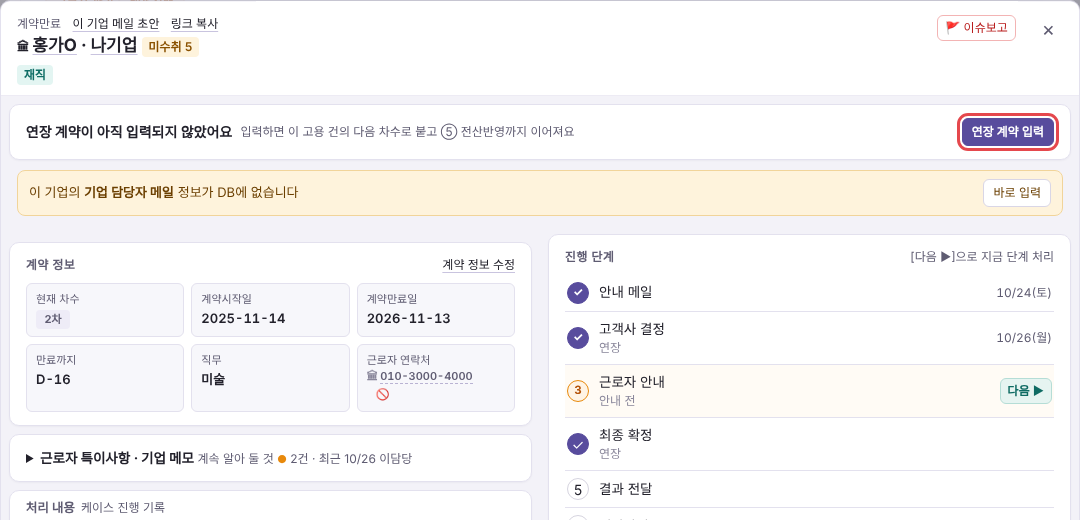 계약만료 이 기업 메일 초안 링크 복사
홍가O · 나기업 미수취 5
재직
이슈보고
연장 계약이 아직 입력되지 않았어요 입력하면 이 고용 건의 다음 차수로 붙고 ⑤ 전산반영까지 이어져요
연장 계약 입력
이 기업의 기업 담당자 메일 정보가 DB에 없습니다
바로 입력
계약 정보 계약 정보 수정
현재 차수
2차
계약시작일
2025-11-14
계약만료일
2026-11-13
만료까지
D-16
직무
미술
근로자 연락처
010-3000-4000
▶ 근로자 특이사항 · 기업 메모 계속 알아 둘 것 2건 · 최근 10/26 이담당
처리 내용 케이스 진행 기록
진행 단계 [다음 ▶]으로 지금 단계 처리
안내 메일 10/24(토)
고객사 결정
연장
10/26(월)
3 근로자 안내
안내 전
다음 ▶
최종 확정
연장
5 결과 전달